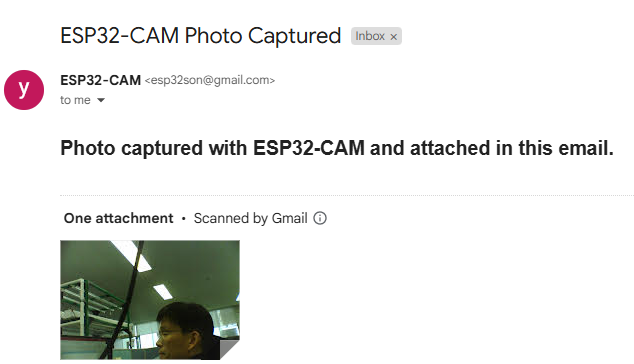 ESP32-CAM Photo Captured Inbox ×
y
ESP32-CAM <esp32son@gmail.com>
to me
Photo captured with ESP32-CAM and attached in this email.
One attachment • Scanned by Gmail